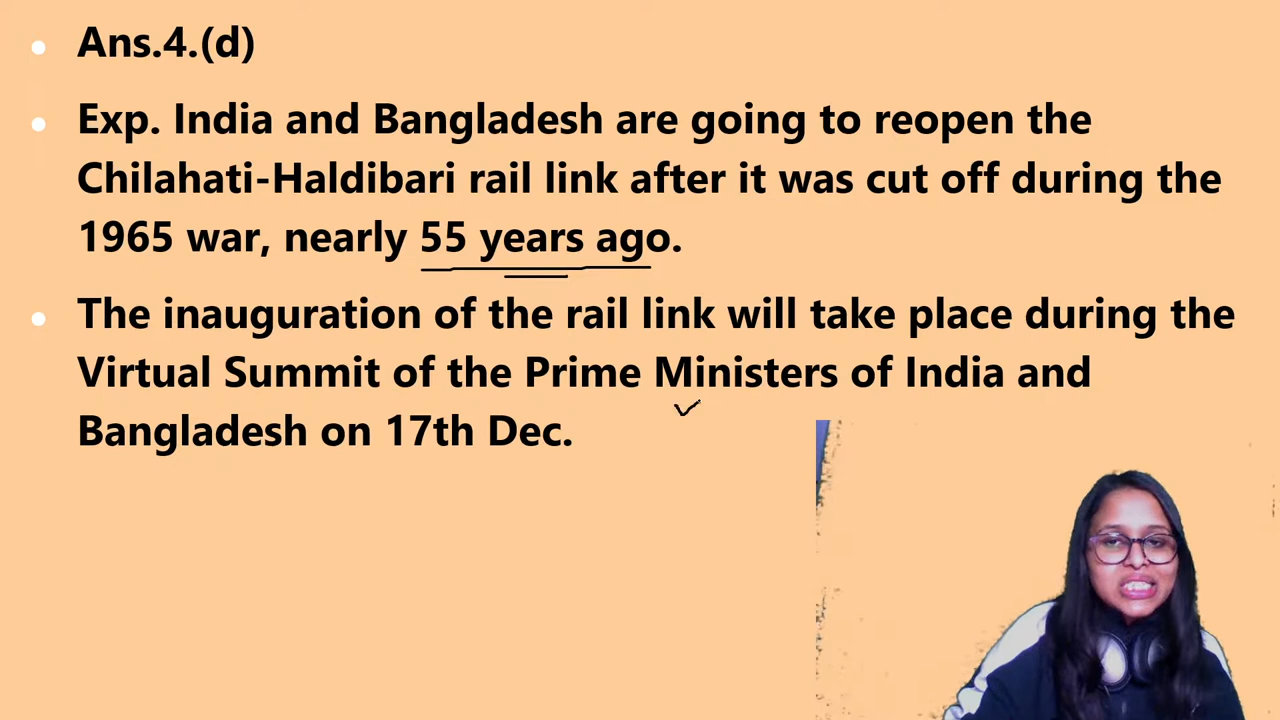 Ans.4.(d)
Exp. India and Bangladesh are going to reopen the
Chilahati-Haldibari rail link after it was cut off during the
1965 war, nearly 55 years ago.
The inauguration of the rail link will take place during the
Virtual Summit of the Prime Ministers of India and
Bangladesh on 17th Dec.